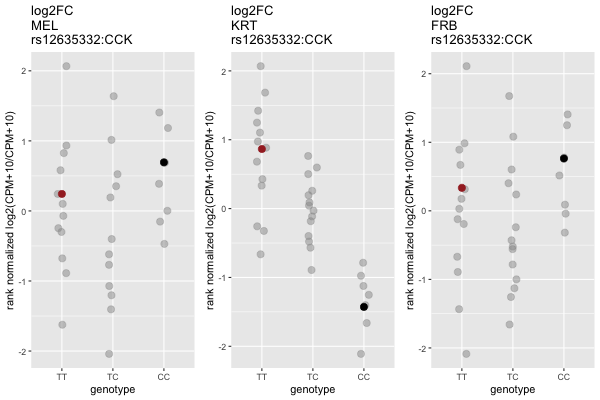 log2FC
MEL
rs12635332:CCK
rank normalized log2(CPM+10/CPM+10)
2
1
0
-1
-2
TT
TC
CC
genotype
log2FC
KRT
rs12635332:CCK
rank normalized log2(CPM+10/CPM+10)
2
1
0
-1
-2
TT
TC
CC
genotype
log2FC
FRB
rs12635332:CCK
rank normalized log2(CPM+10/CPM+10)
2
1
0
-1
-2
TT
TC
CC
genotype